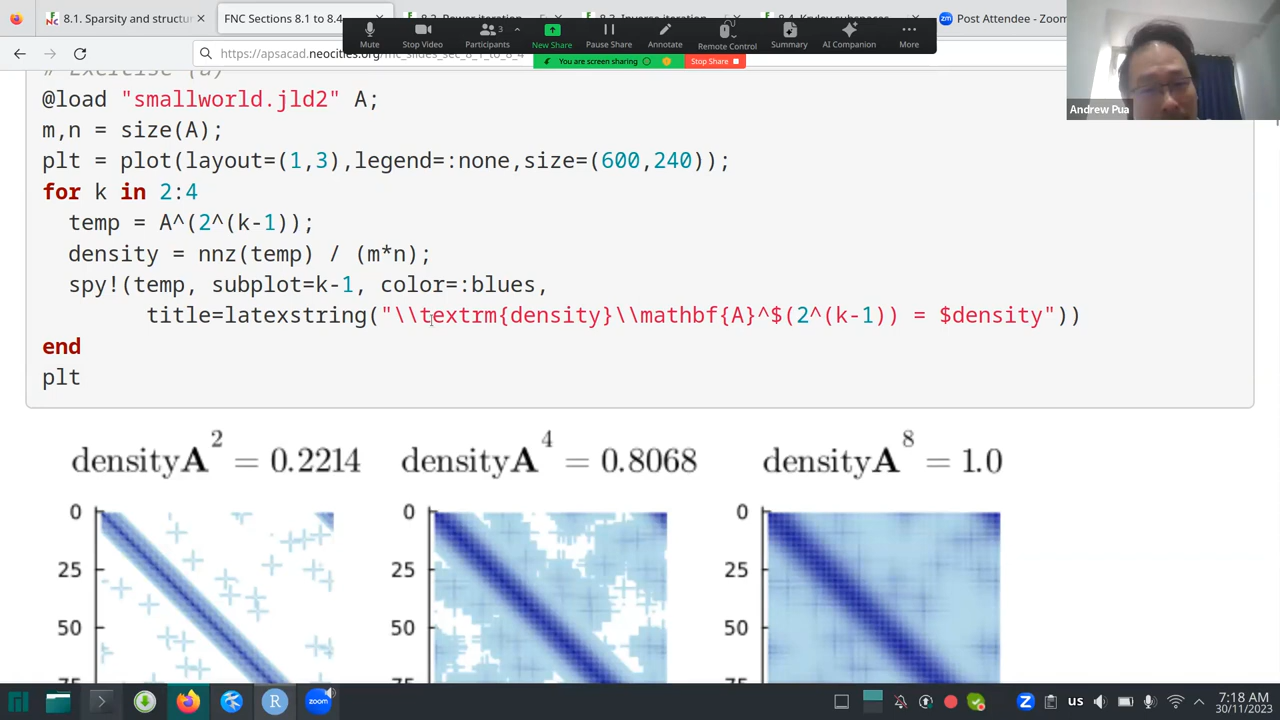 8.1. Sparsity and structur
FNC Sections 8.1 to 8.4
Post Attendee - Zoom
Mute
Stop Video
Participants
3
New Share
Pause Share
Annotate
Remote Control
Summary
AI Companion
More
You are screen sharing
Stop Share
https://apsacad.neocities.org/fnc_slides_sec_8_1_to_8_4
Andrew Pua
# Exercise (a)
@load "smallworld.jld2" A;
m,n = size(A);
plt = plot(layout=(1,3),legend=:none,size=(600,240));
for k in 2:4
temp = A^(2^(k-1));
density = nnz(temp) / (m*n);
spy!(temp, subplot=k-1, color=:blues,
title=latexstring("\\textrm{density}\\mathbf{A}^$(2^(k-1)) = $density"))
end
plt
densityA^2 = 0.2214
densityA^4 = 0.8068
densityA^8 = 1.0
0
25
50
0
25
50
0
25
50
us
7:18 AM
30/11/2023